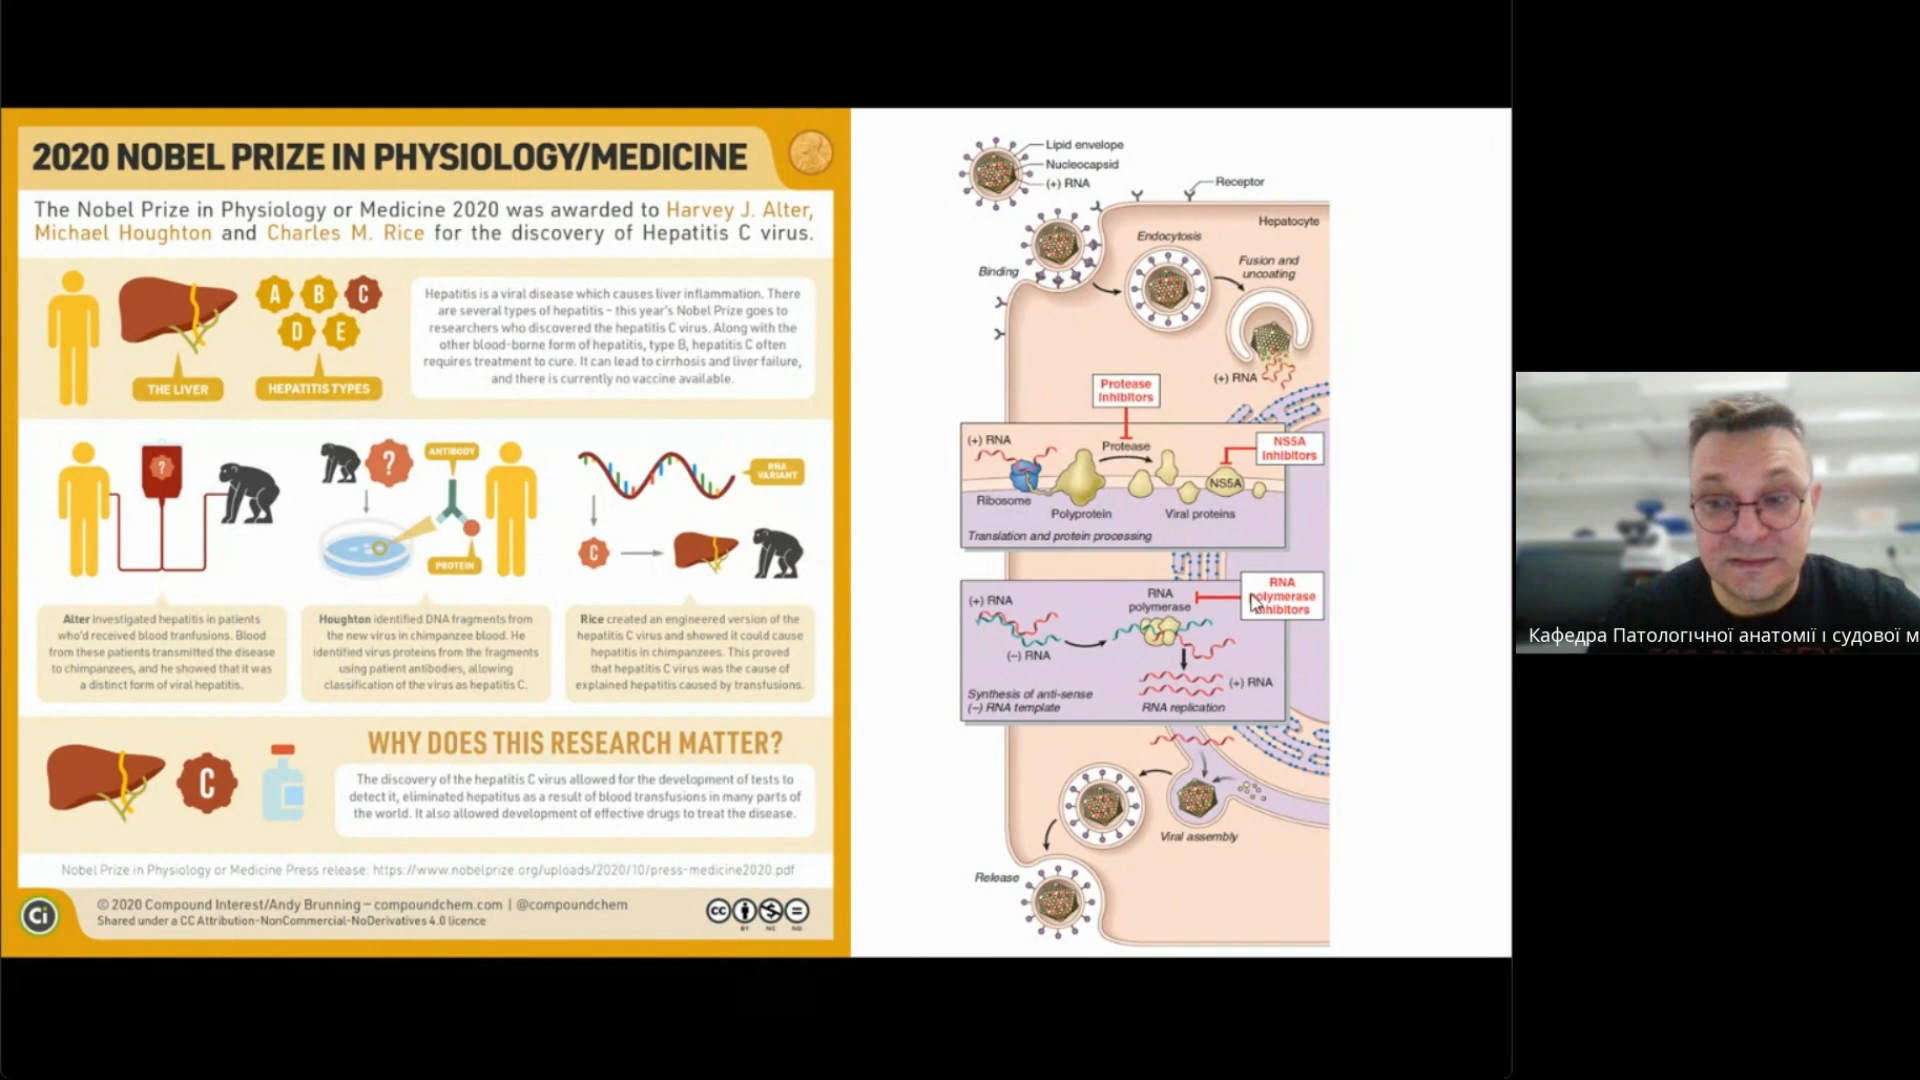 2020 NOBEL PRIZE IN PHYSIOLOGY/MEDICINE
The Nobel Prize in Physiology or Medicine 2020 was awarded to Harvey J. Alter,
Michael Houghton and Charles M. Rice for the discovery of Hepatitis C virus.
A B C
D E
THE LIVER
HEPATITIS TYPES
Hepatitis is a viral disease which causes liver inflammation. There
are several types of hepatitis – this year's Nobel Prize goes to
researchers who discovered the hepatitis C virus. Along with the
other blood-borne form of hepatitis, type B, hepatitis C often
requires treatment to cure. It can lead to cirrhosis and liver failure,
and there is currently no vaccine available.
?
?
ANTIBODY
PROTEIN
RNA
VARIANT
C
Alter investigated hepatitis in patients
who'd received blood tranfusions. Blood
from these patients transmitted the disease
to chimpanzees, and he showed that it was
a distinct form of viral hepatitis.
Houghton identified DNA fragments from
the new virus in chimpanzee blood. He
identified virus proteins from the fragments
using patient antibodies, allowing
classification of the virus as hepatitis C.
Rice created an engineered version of the
hepatitis C virus and showed it could cause
hepatitis in chimpanzees. This proved
that hepatitis C virus was the cause of
explained hepatitis caused by transfusions.
C
WHY DOES THIS RESEARCH MATTER?
The discovery of the hepatitis C virus allowed for the development of tests to
detect it, eliminated hepatitus as a result of blood transfusions in many parts of
the world. It also allowed development of effective drugs to treat the disease.
Nobel Prize in Physiology or Medicine Press release: https://www.nobelprize.org/uploads/2020/10/press-medicine2020.pdf
Ci
© 2020 Compound Interest/Andy Brunning – compoundchem.com | @compoundchem
Shared under a CC Attribution-NonCommercial-NoDerivatives 4.0 licence
cc
BY NC ND
Lipid envelope
Nucleocapsid
(+) RNA
Receptor
Hepatocyte
Endocytosis
Binding
Fusion and
uncoating
(+) RNA
Protease
inhibitors
(+) RNA
Protease
NS5A
inhibitors
NS5A
Ribosome
Polyprotein
Viral proteins
Translation and protein processing
RNA
polymerase
inhibitors
(+) RNA
RNA
polymerase
(–) RNA
(+) RNA
Synthesis of anti-sense
(–) RNA template
RNA replication
Viral assembly
Release
Кафедра Патологічної анатомії і судової м